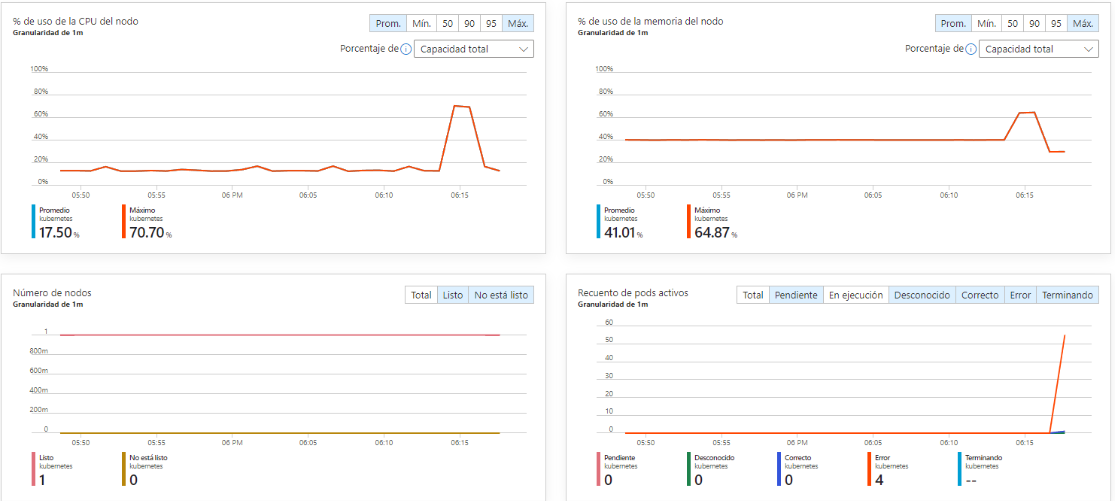 % de uso de la CPU del nodo
Granularidad de 1m
Prom. Mín. 50 90 95 Máx.
Porcentaje de Capacidad total
100%
80%
60%
40%
20%
0%
05:50 05:55 06 PM 06:05 06:10 06:15
Promedio Máximo
kubernetes kubernetes
17.50 % 70.70 %
% de uso de la memoria del nodo
Granularidad de 1m
Prom. Mín. 50 90 95 Máx.
Porcentaje de Capacidad total
100%
80%
60%
40%
20%
0%
05:50 05:55 06 PM 06:05 06:10 06:15
Promedio Máximo
kubernetes kubernetes
41.01 % 64.87 %
Número de nodos
Granularidad de 1m
Total Listo No está listo
1
800m
600m
400m
200m
0
05:50 05:55 06 PM 06:05 06:10 06:15
Listo No está listo
kubernetes kubernetes
1 0
Recuento de pods activos
Granularidad de 1m
Total Pendiente En ejecución Desconocido Correcto Error Terminando
60
50
40
30
20
10
0
05:50 05:55 06 PM 06:05 06:10 06:15
Pendiente Desconocido Correcto Error Terminando
kubernetes kubernetes kubernetes kubernetes kubernetes
0 0 0 4 --